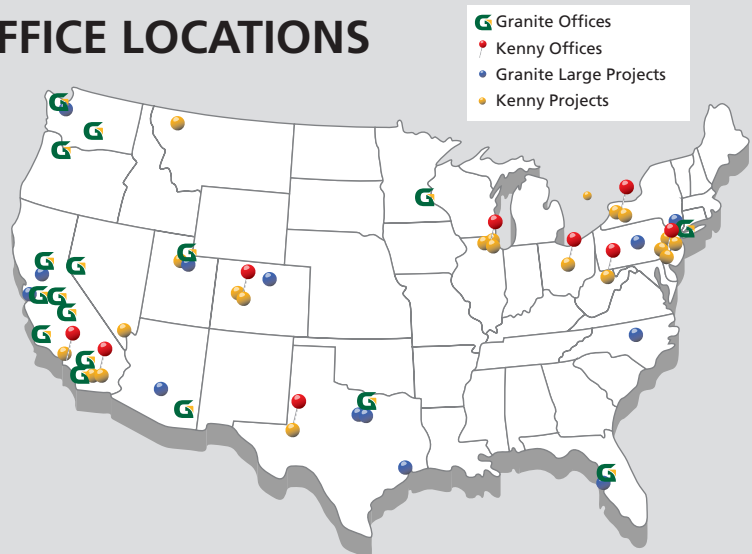 FFICE LOCATIONS
Granite Offices
Kenny Offices
Granite Large Projects
Kenny Projects